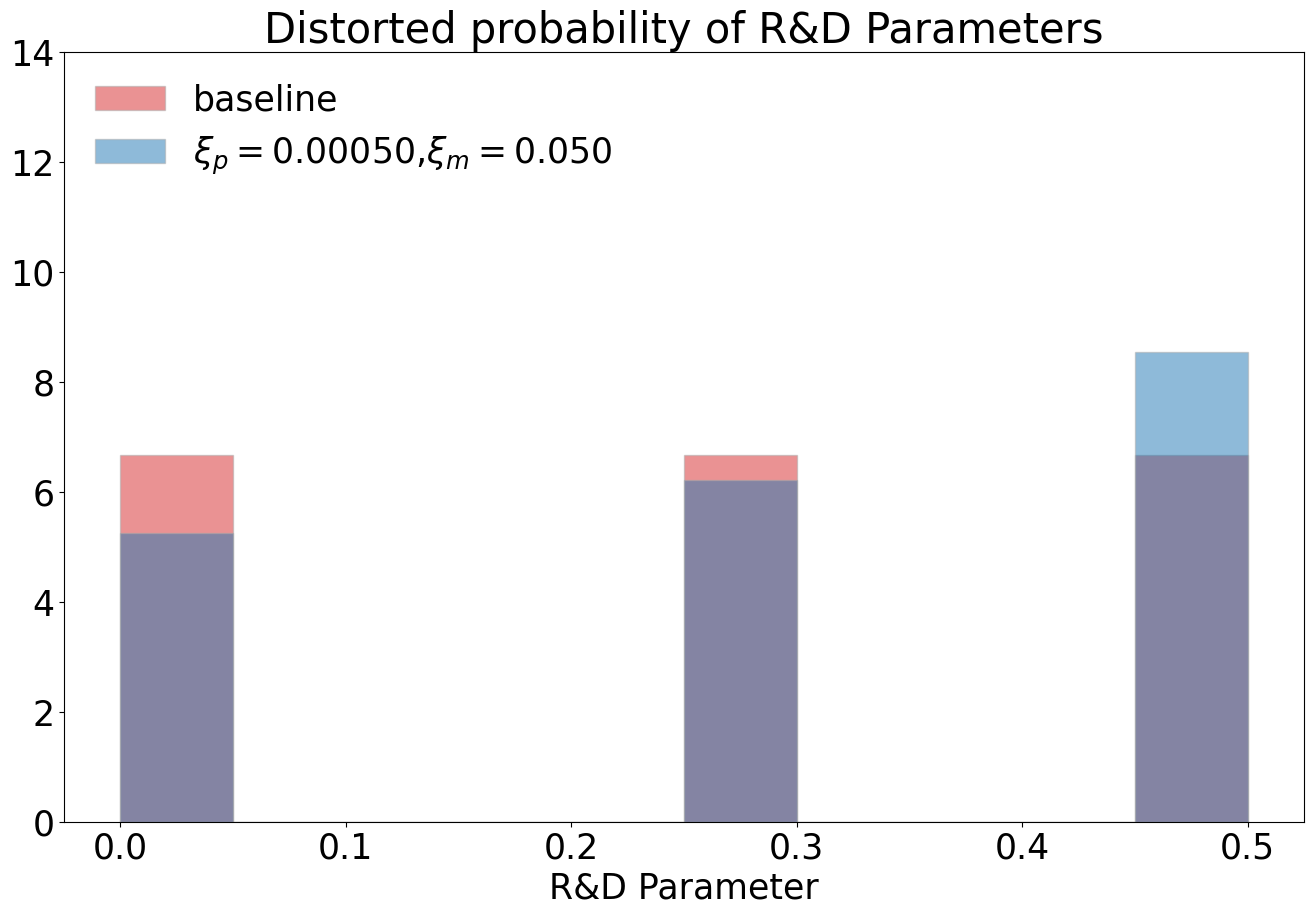 Distorted probability of R&D Parameters
14
12
10
8
6
4
2
0
baseline
ξₚ = 0.00050,ξₘ = 0.050
0.0 0.1 0.2 0.3 0.4 0.5
R&D Parameter